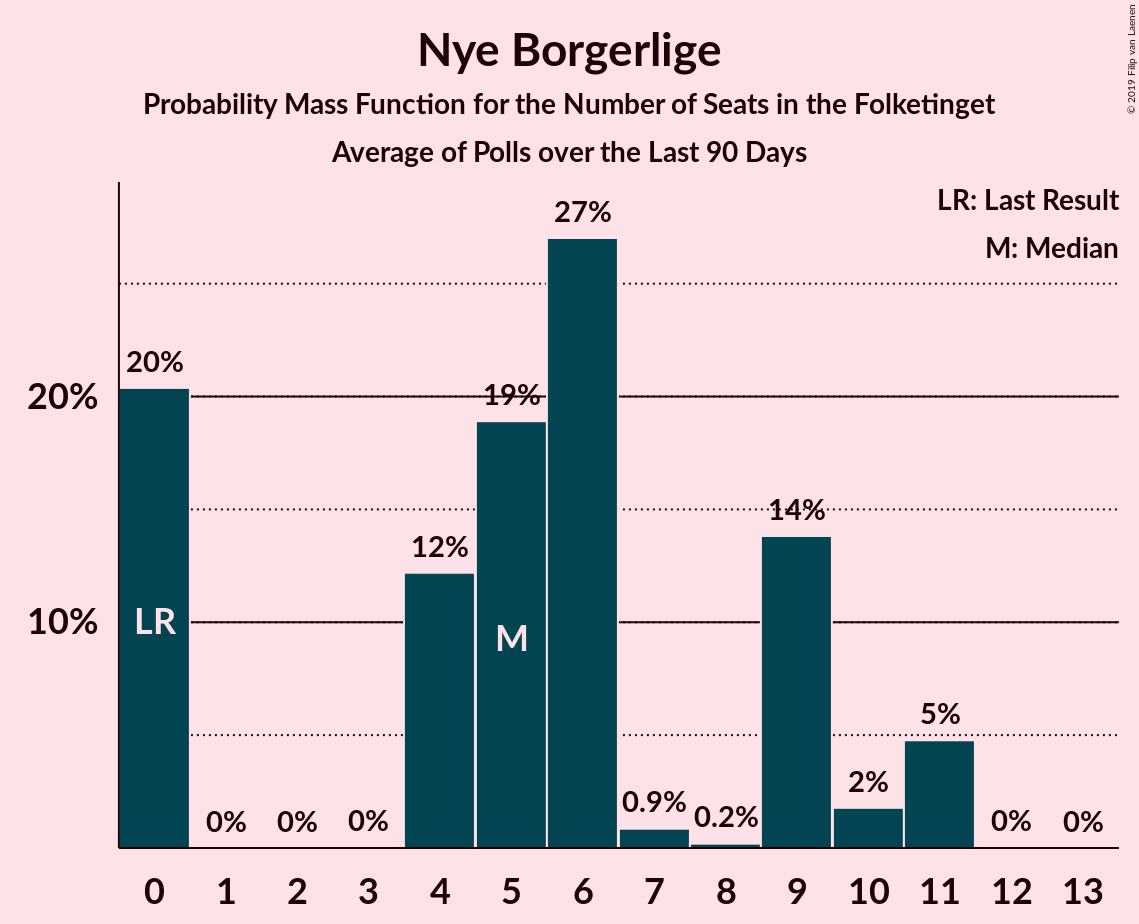 Nye Borgerlige
Probability Mass Function for the Number of Seats in the Folketinget
Average of Polls over the Last 90 Days
© 2019 Filip van Laenen
LR: Last Result
M: Median
27%
20%
20%
19%
14%
12%
10%
LR
M
5%
2%
0.9%
0.2%
0%
0%
0%
0%
0%
0 1 2 3 4 5 6 7 8 9 10 11 12 13